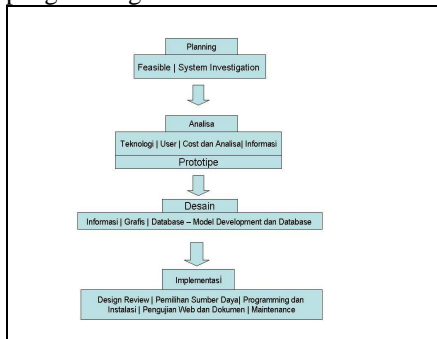 Planning
Feasible | System Investigation
Analisa
Teknologi | User | Cost dan Analisa| Informasi
Prototipe
Desain
Informasi | Grafis | Database – Model Development dan Database
Implementasi
Design Review | Pemilihan Sumber Daya| Programming dan
Instalasi | Pengujian Web dan Dokumen | Maintenance